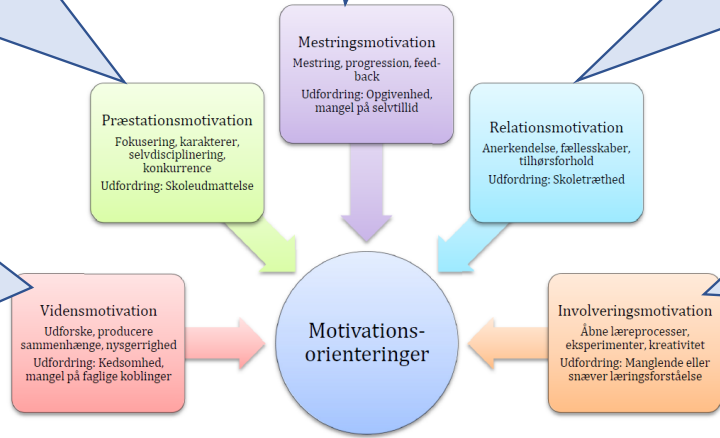 Mestringsmotivation
Mestring, progression, feed-
back
Udfordring: Opgivenhed,
mangel på selvtillid
Præstationsmotivation
Fokusering, karakterer,
selvdisciplinering,
konkurrence
Udfordring: Skoleudmattelse
Relationsmotivation
Anerkendelse, fællesskaber,
tilhørsforhold
Udfordring: Skoletræthed
Vidensmotivation
Udforske, producere
sammenhænge, nysgerrighed
Udfordring: Kedsomhed,
mangel på faglige koblinger
Motivations-
orienteringer
Involveringsmotivation
Åbne læreprocesser,
eksperimenter, kreativitet
Udfordring: Manglende eller
snæver læringsforståelse